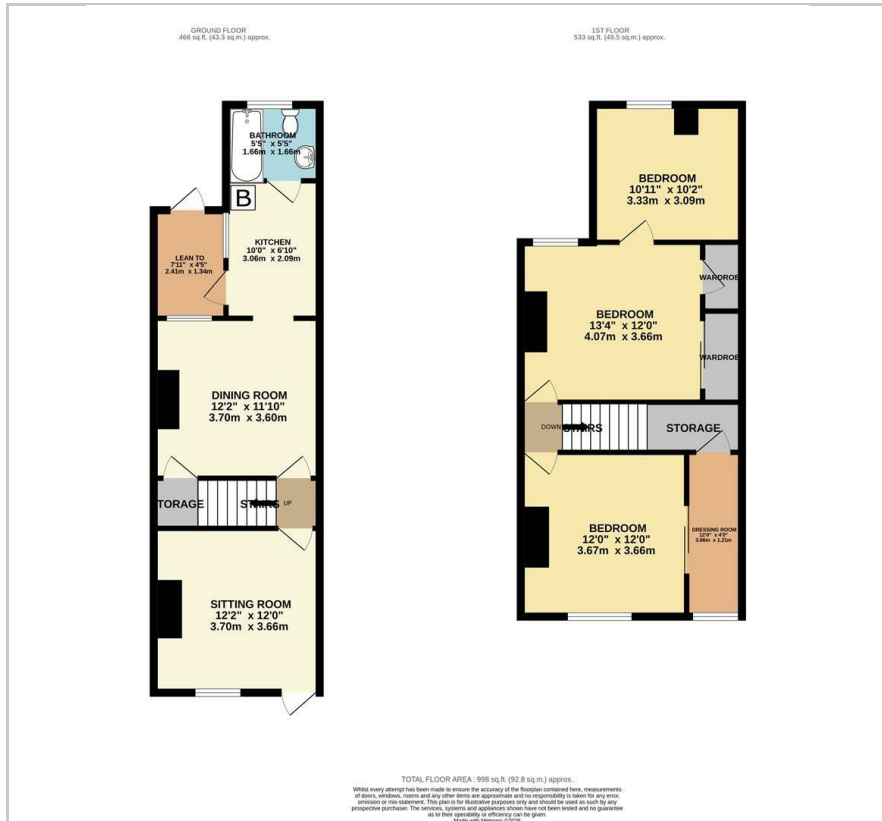 GROUND FLOOR
466 sq.ft. (43.3 sq.m.) approx.
1ST FLOOR
533 sq.ft. (49.5 sq.m.) approx.
BATHROOM
5'5" x 5'5"
1.66m x 1.66m
B
KITCHEN
10'0" x 6'10"
3.06m x 2.09m
LEAN TO
7'11" x 4'5"
2.41m x 1.34m
DINING ROOM
12'2" x 11'10"
3.70m x 3.60m
TORAGE
STAIRS
UP
SITTING ROOM
12'2" x 12'0"
3.70m x 3.66m
BEDROOM
10'11" x 10'2"
3.33m x 3.09m
WARDROBE
BEDROOM
13'4" x 12'0"
4.07m x 3.66m
WARDROBE
DOWN
STAIRS
STORAGE
BEDROOM
12'0" x 12'0"
3.67m x 3.66m
DRESSING ROOM
12'0" x 4'0"
3.66m x 1.21m
TOTAL FLOOR AREA : 998 sq.ft. (92.8 sq.m.) approx.
Whilst every attempt has been made to ensure the accuracy of the floorplan contained here, measurements
of doors, windows, rooms and any other items are approximate and no responsibility is taken for any error,
omission or mis-statement. This plan is for illustrative purposes only and should be used as such by any
prospective purchaser. The services, systems and appliances shown have not been tested and no guarantee
as to their operability or efficiency can be given.
Made with Metropix ©2025